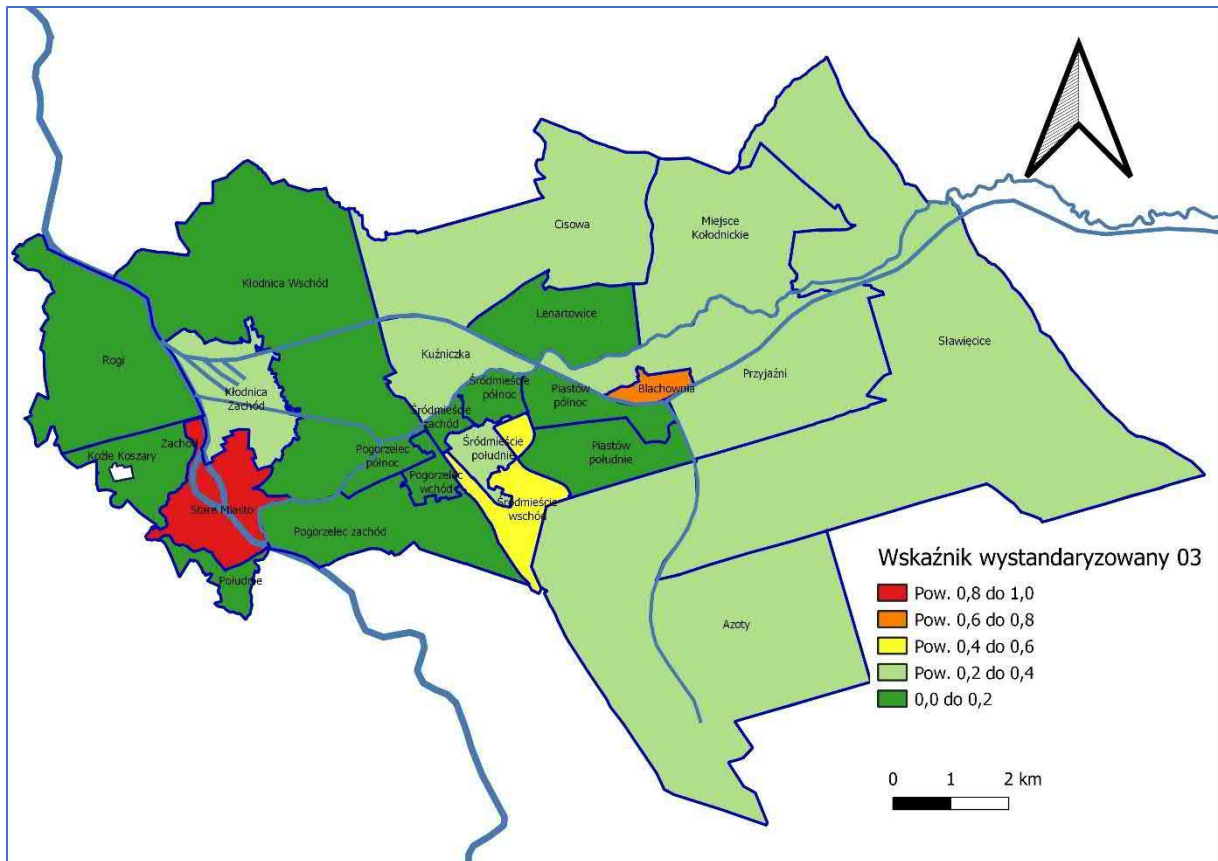 Cisowa
Miejsce
Kołodnickie
Kłodnica Wschód
Lenartowice
Sławięcice
Rogi
Kuźniczka
Przyjaźni
Śródmieście
północ
Piastów
północ
Blachownia
Kłodnica
Zachód
Śródmieście
zachód
Zachód
Śródmieście
południe
Piastów
południe
Koźle Koszary
Pogorzelec
północ
Pogorzelec
wchód
Stare Miasto
Śródmieście
wschód
Pogorzelec zachód
Południe
Azoty
Wskaźnik wystandaryzowany 03
Pow. 0,8 do 1,0
Pow. 0,6 do 0,8
Pow. 0,4 do 0,6
Pow. 0,2 do 0,4
0,0 do 0,2
0 1 2 km